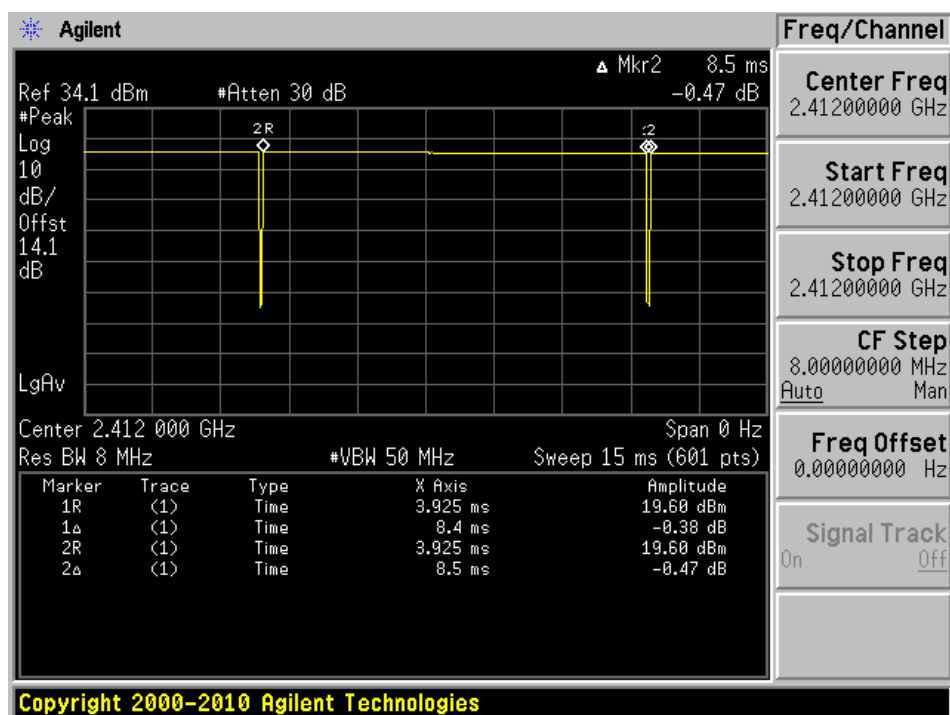 Agilent
Freq/Channel
Δ Mkr2 8.5 ms
Ref 34.1 dBm #Atten 30 dB -0.47 dB
#Peak
Log
10
dB/
Offst
14.1
dB
LgAv
2R
:2
Center 2.412 000 GHz Span 0 Hz
Res BW 8 MHz #VBW 50 MHz Sweep 15 ms (601 pts)
Marker Trace Type X Axis Amplitude
1R (1) Time 3.925 ms 19.60 dBm
1Δ (1) Time 8.4 ms -0.38 dB
2R (1) Time 3.925 ms 19.60 dBm
2Δ (1) Time 8.5 ms -0.47 dB
Center Freq
2.41200000 GHz
Start Freq
2.41200000 GHz
Stop Freq
2.41200000 GHz
CF Step
8.00000000 MHz
Auto Man
Freq Offset
0.00000000 Hz
Signal Track
On Off
Copyright 2000-2010 Agilent Technologies